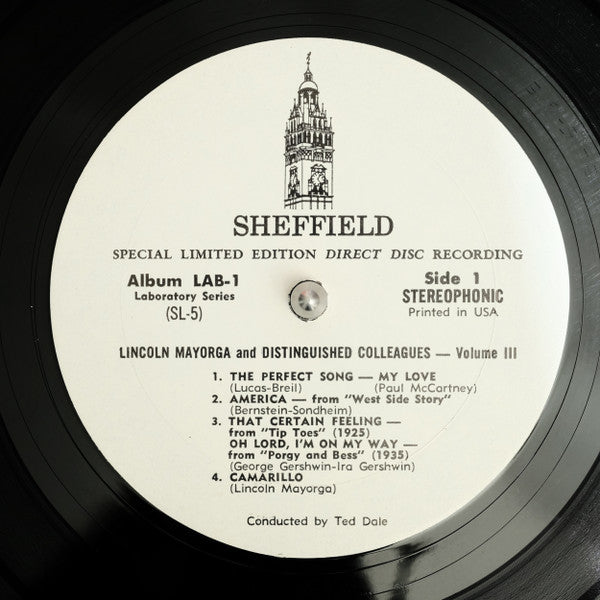 SHEFFIELD
SPECIAL LIMITED EDITION DIRECT DISC RECORDING
Album LAB-1
Laboratory Series
(SL-5)
Side 1
STEREOPHONIC
Printed in USA
LINCOLN MAYORGA and DISTINGUISHED COLLEAGUES — Volume III
1. THE PERFECT SONG — MY LOVE
(Lucas-Breil) (Paul McCartney)
2. AMERICA — from "West Side Story"
(Bernstein-Sondheim)
3. THAT CERTAIN FEELING —
from "Tip Toes" (1925)
OH LORD, I'M ON MY WAY —
from "Porgy and Bess" (1935)
(George Gershwin-Ira Gershwin)
4. CAMARILLO
(Lincoln Mayorga)
Conducted by Ted Dale